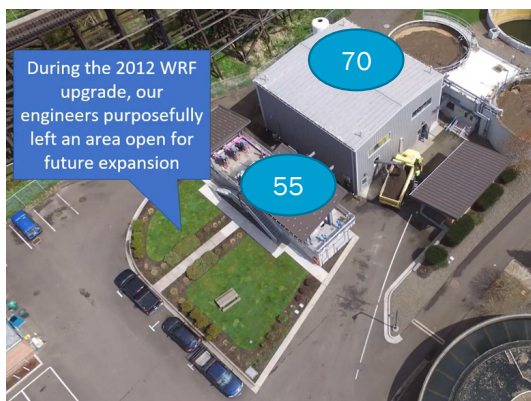 During the 2012 WRF
upgrade, our
engineers purposefully
left an area open for
future expansion
70
55